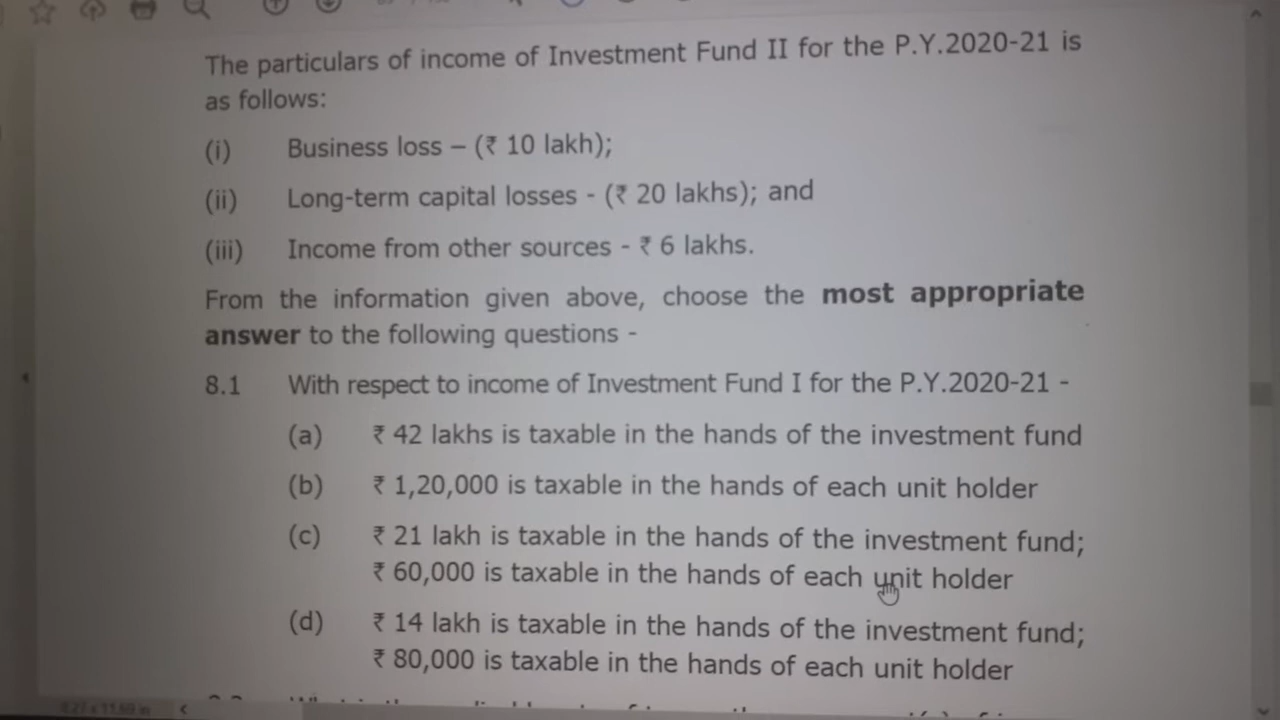 The particulars of income of Investment Fund II for the P.Y.2020-21 is
as follows:
(i) Business loss – (₹ 10 lakh);
(ii) Long-term capital losses - (₹ 20 lakhs); and
(iii) Income from other sources - ₹ 6 lakhs.
From the information given above, choose the most appropriate
answer to the following questions -
8.1 With respect to income of Investment Fund I for the P.Y.2020-21 -
(a) ₹ 42 lakhs is taxable in the hands of the investment fund
(b) ₹ 1,20,000 is taxable in the hands of each unit holder
(c) ₹ 21 lakh is taxable in the hands of the investment fund;
₹ 60,000 is taxable in the hands of each unit holder
(d) ₹ 14 lakh is taxable in the hands of the investment fund;
₹ 80,000 is taxable in the hands of each unit holder
8.27 x 11.69 in